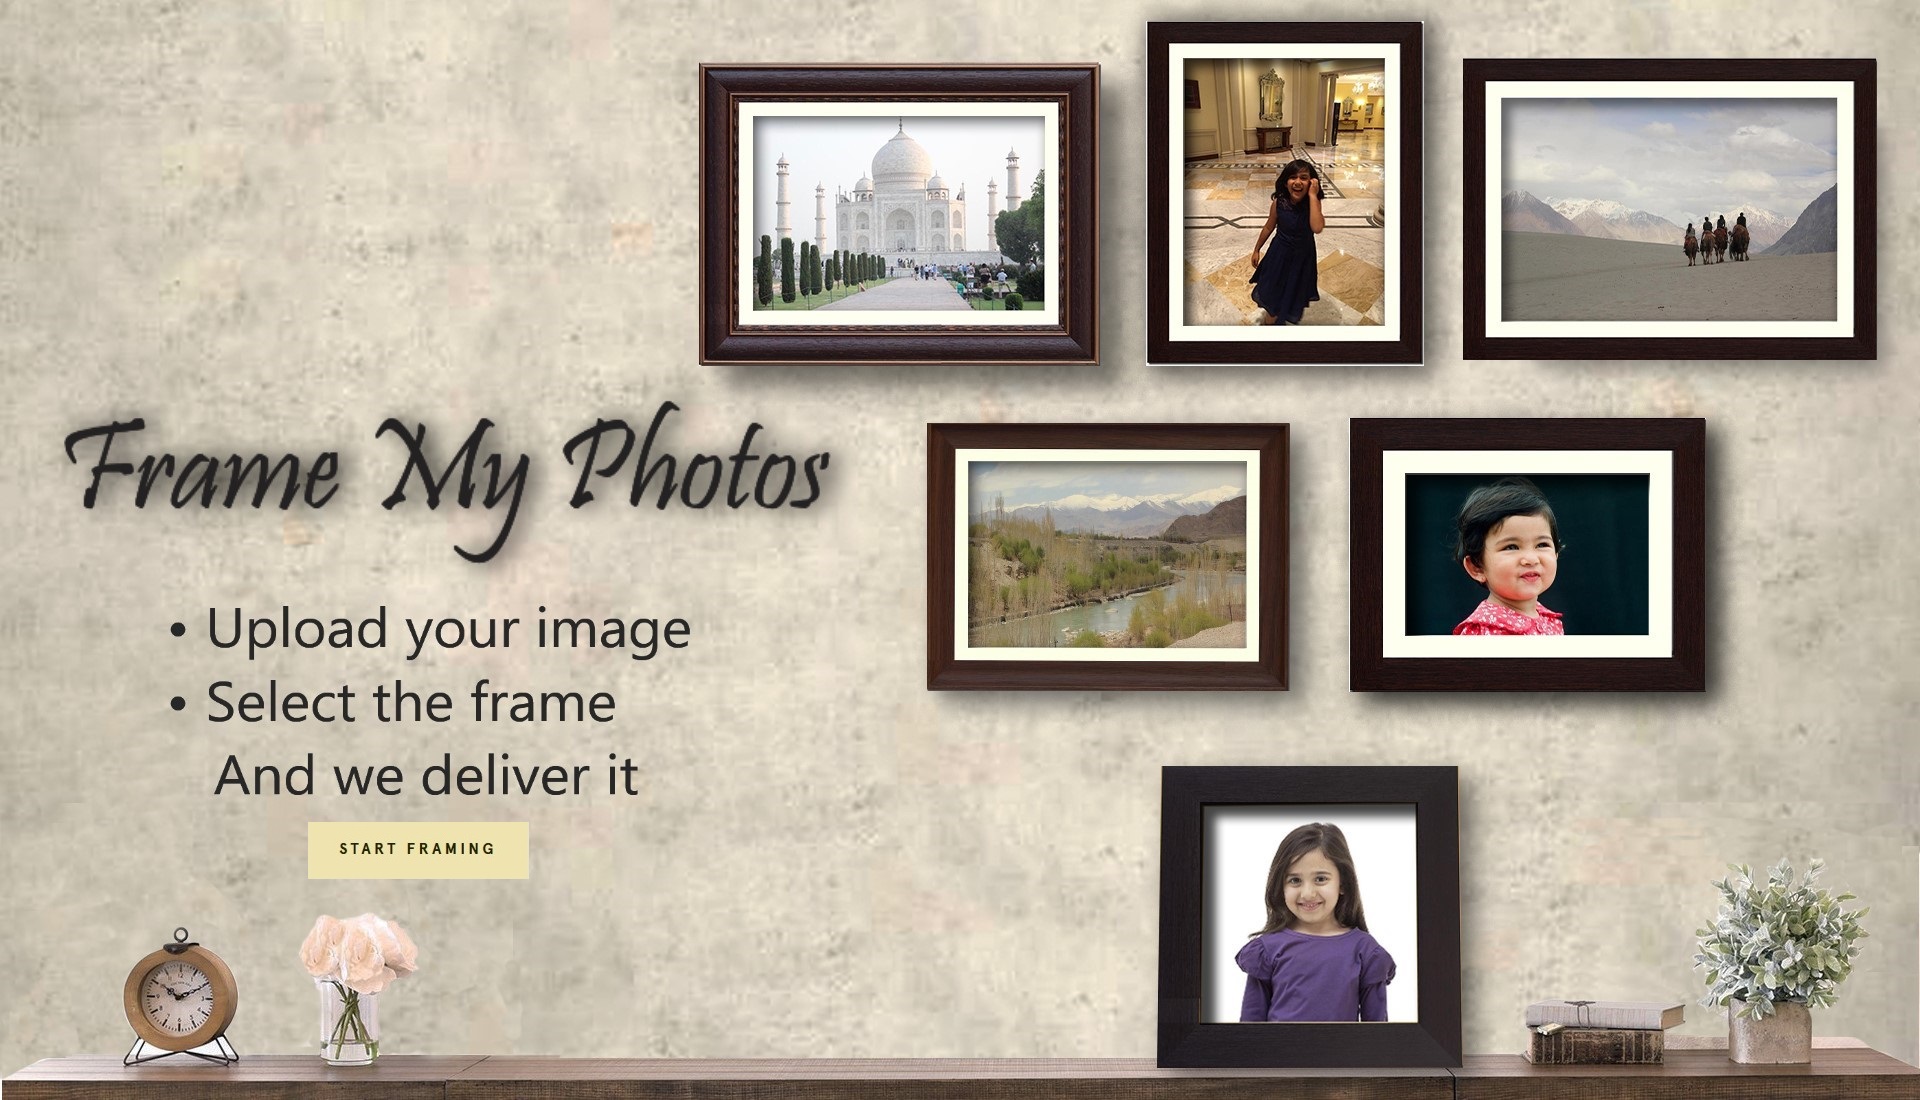 Frame My Photos
• Upload your image
• Select the frame
And we deliver it
START FRAMING